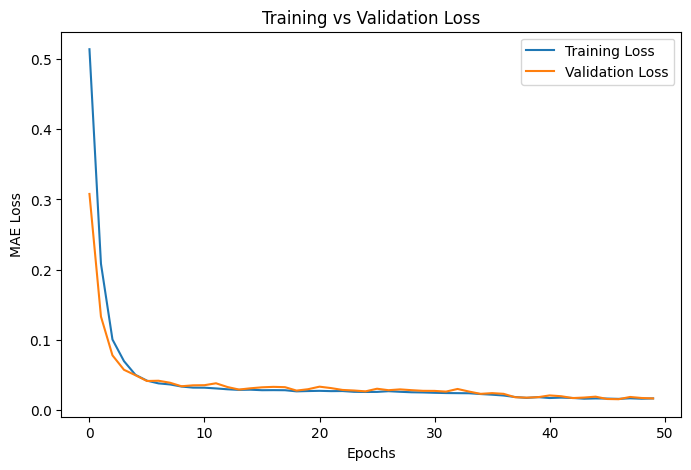 Training vs Validation Loss
Training Loss
Validation Loss
0.5
0.4
0.3
0.2
0.1
0.0
MAE Loss
0 10 20 30 40 50
Epochs